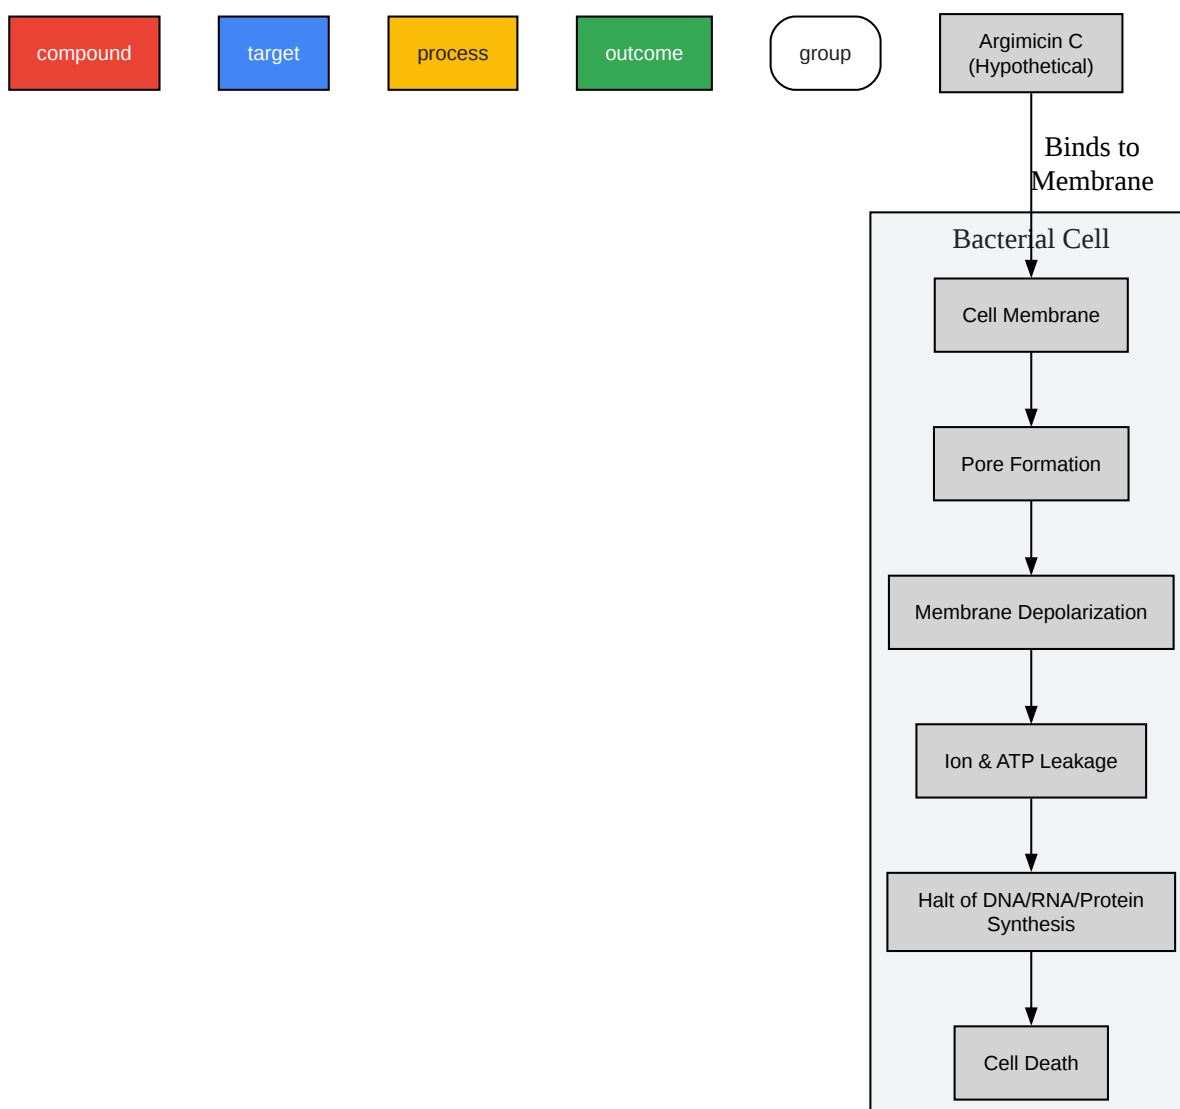 compound
target
process
outcome
group
Argimicin C
(Hypothetical)
Binds to
Membrane
Bacterial Cell
Cell Membrane
Pore Formation
Membrane Depolarization
Ion & ATP Leakage
Halt of DNA/RNA/Protein
Synthesis
Cell Death